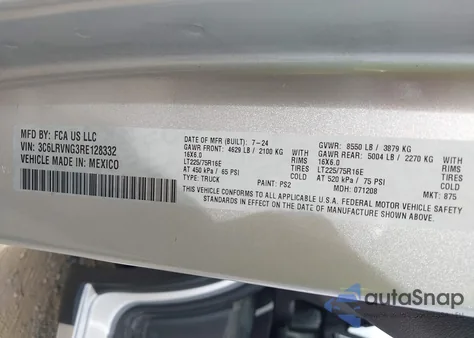 MFD BY: FCA US LLC
VIN: 3C6LRVNG3RE128332
VEHICLE MADE IN: MEXICO
DATE OF MFR (BUILT): 7-24
GAWR FRONT: 4629 LB / 2100 KG WITH
16X6.0 RIMS
LT225/75R16E TIRES
AT 450 kPa / 65 PSI COLD
TYPE: TRUCK PAINT: PS2
GVWR: 8550 LB / 3879 KG
GAWR REAR: 5004 LB / 2270 KG WITH
16X6.0 RIMS
LT225/75R16E TIRES
AT 520 kPa / 75 PSI COLD
MDH: 071208 MKT: 875
THIS VEHICLE CONFORMS TO ALL APPLICABLE U.S.A. FEDERAL MOTOR VEHICLE SAFETY
STANDARDS IN EFFECT ON THE DATE OF MANUFACTURE SHOWN ABOVE.
autoSnap